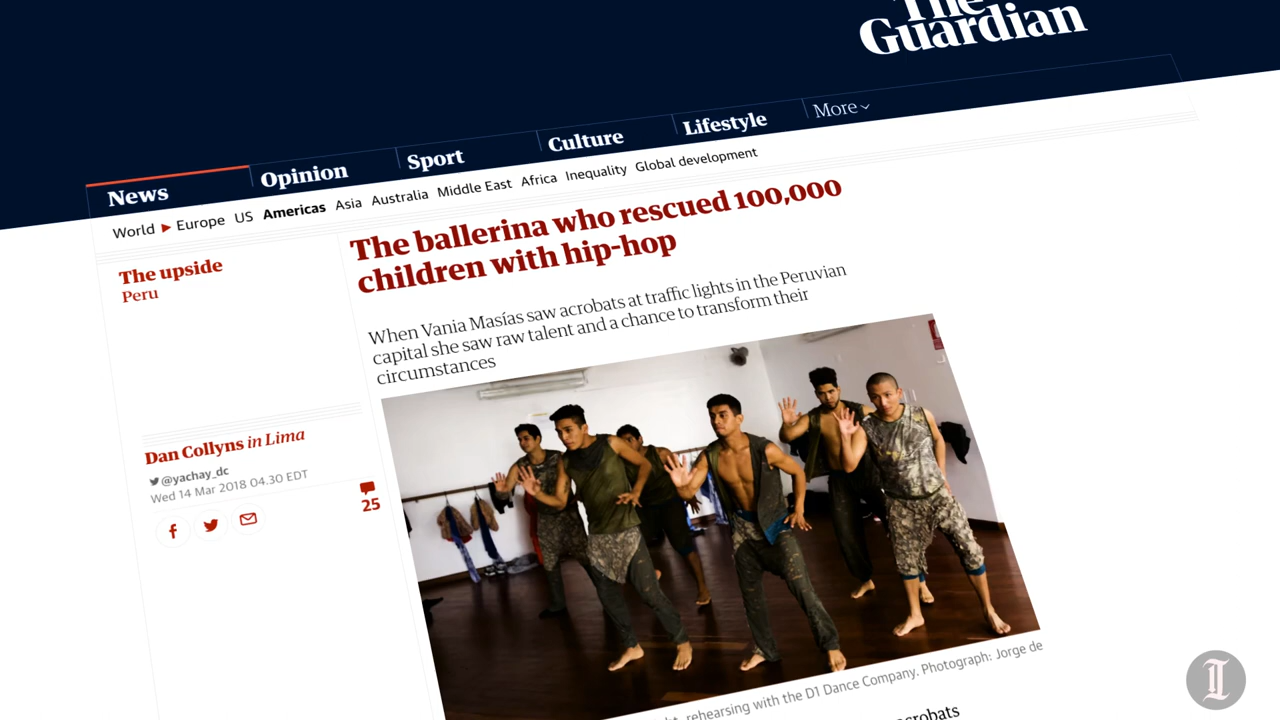 The
Guardian
News
Opinion
Sport
Culture
Lifestyle
More
World
Europe
US
Americas
Asia
Australia
Middle East
Africa
Inequality
Global development
The upside
Peru
The ballerina who rescued 100,000
children with hip-hop
When Vania Masías saw acrobats at traffic lights in the Peruvian
capital she saw raw talent and a chance to transform their
circumstances
Dan Collyns in Lima
@yachay_dc
Wed 14 Mar 2018 04.30 EDT
25
rehearsing with the D1 Dance Company. Photograph: Jorge de
acrobats
I